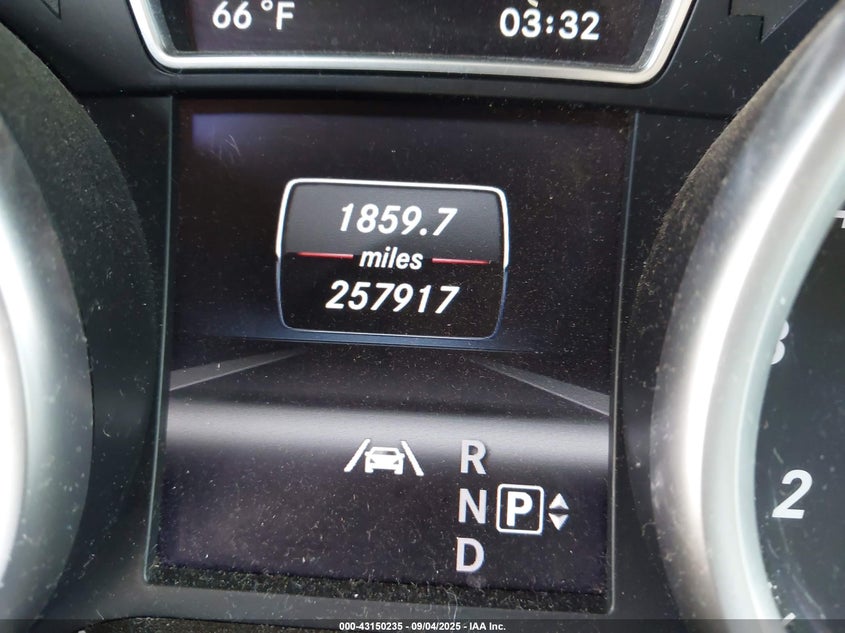 66 °F 03:32
1859.7
miles
257917
R
N P
D
2
000-43150235 - 09/04/2025 - IAA Inc.